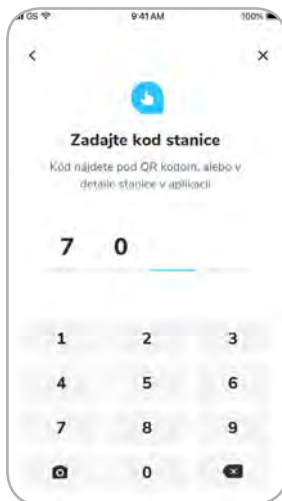 GS 9:41 AM 100%
Zadajte kod stanice
Kód nájdete pod QR kodom, alebo v
detaile stanice v aplikacii
7 0
1 2 3
4 5 6
7 8 9
0